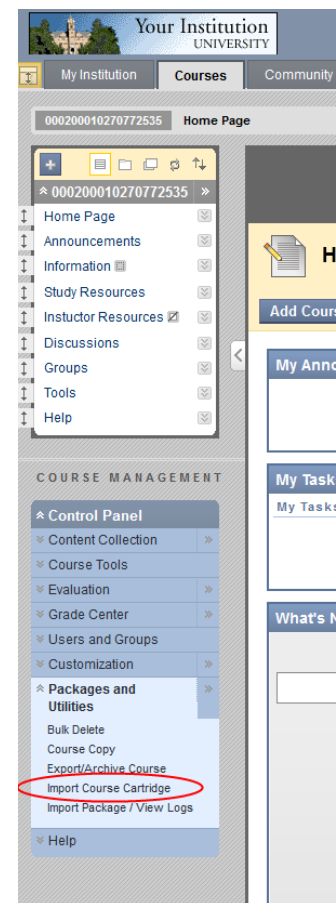 Your Institution
UNIVERSITY
My Institution
Courses
Community
000200010270772535
Home Page
000200010270772535
Home Page
Announcements
Information
Study Resources
Instuctor Resources
Discussions
Groups
Tools
Help
H
Add Cours
My Anno
My Task
My Tasks
What's N
COURSE MANAGEMENT
Control Panel
Content Collection
Course Tools
Evaluation
Grade Center
Users and Groups
Customization
Packages and
Utilities
Bulk Delete
Course Copy
Export/Archive Course
Import Course Cartridge
Import Package / View Logs
Help